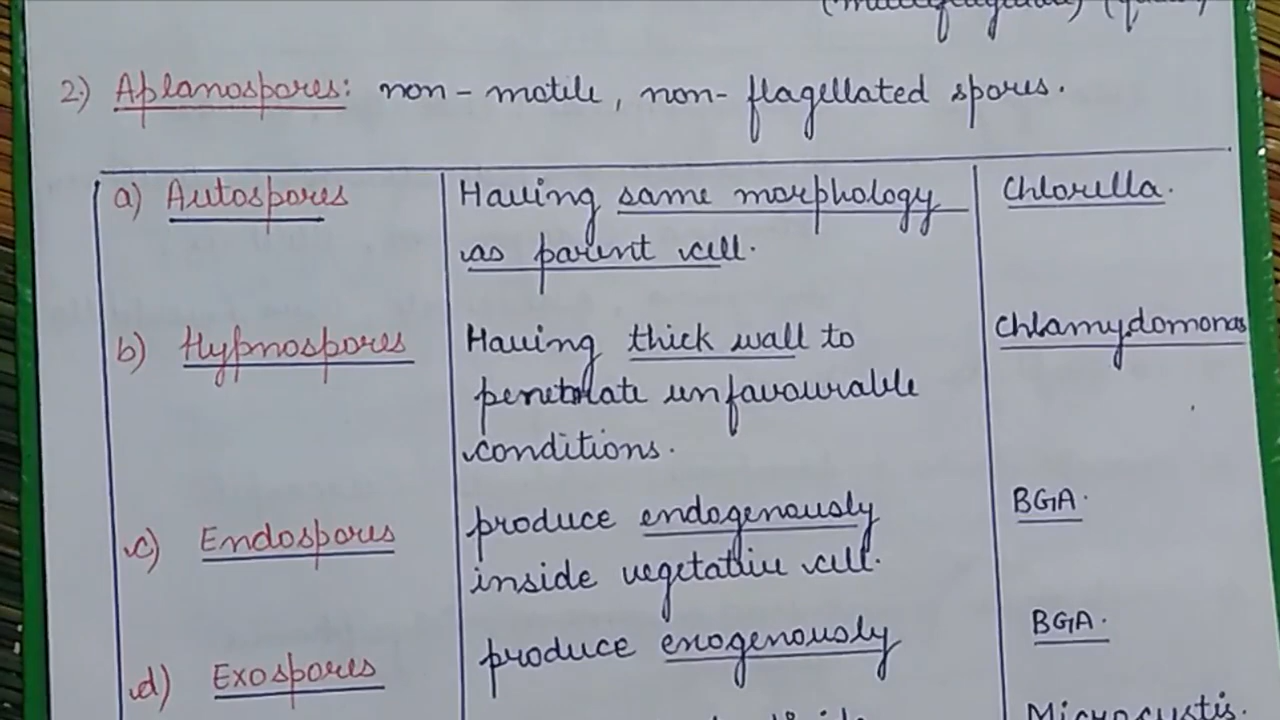 (multiflagellate)
2.) Aplanospores: non-motile, non-flagellated spores.
a) Autospores Having same morphology Chlorella.
as parent cell.
b) Hypnospores Having thick wall to Chlamydomonas
penetrate unfavourable
conditions.
c) Endospores produce endogenously BGA.
inside vegetative cell.
d) Exospores produce exogenously BGA.
Microcystis.